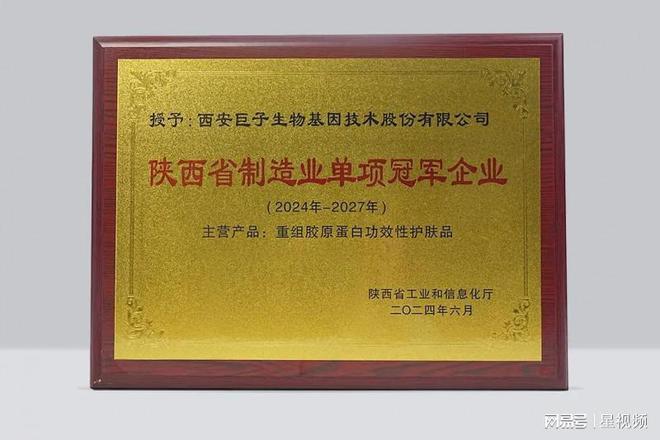 授予：西安巨子生物基因技术股份有限公司
陕西省制造业单项冠军企业
（2024年-2027年）
主营产品：重组胶原蛋白功效性护肤品
陕西省工业和信息化厅
二〇二四年六月
网易号 | 星视频